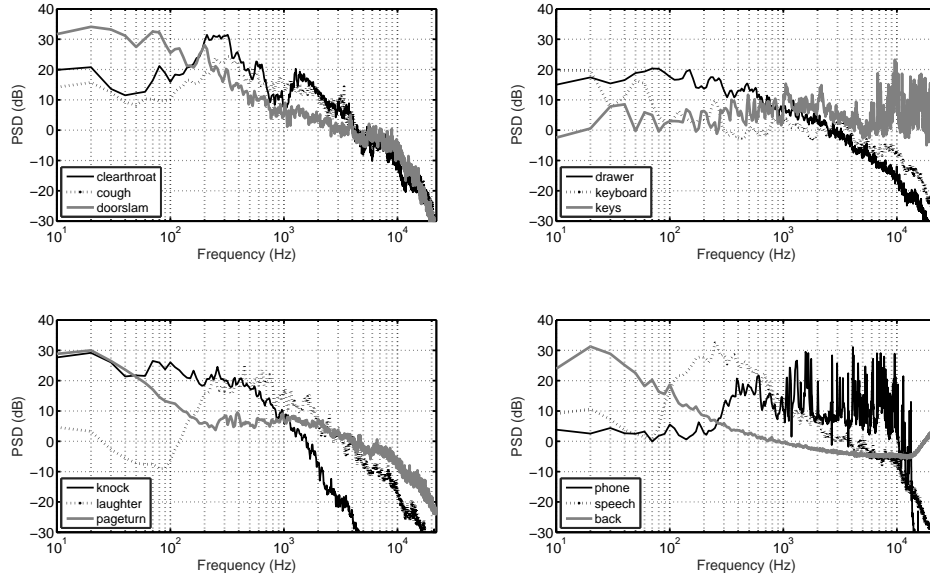 40
30
20
10
0
−10
−20
−30
PSD (dB)
clearthroat
cough
doorslam
10^1
10^2
10^3
10^4
Frequency (Hz)
40
30
20
10
0
−10
−20
−30
PSD (dB)
drawer
keyboard
keys
10^1
10^2
10^3
10^4
Frequency (Hz)
40
30
20
10
0
−10
−20
−30
PSD (dB)
knock
laughter
pageturn
10^1
10^2
10^3
10^4
Frequency (Hz)
40
30
20
10
0
−10
−20
−30
PSD (dB)
phone
speech
back
10^1
10^2
10^3
10^4
Frequency (Hz)